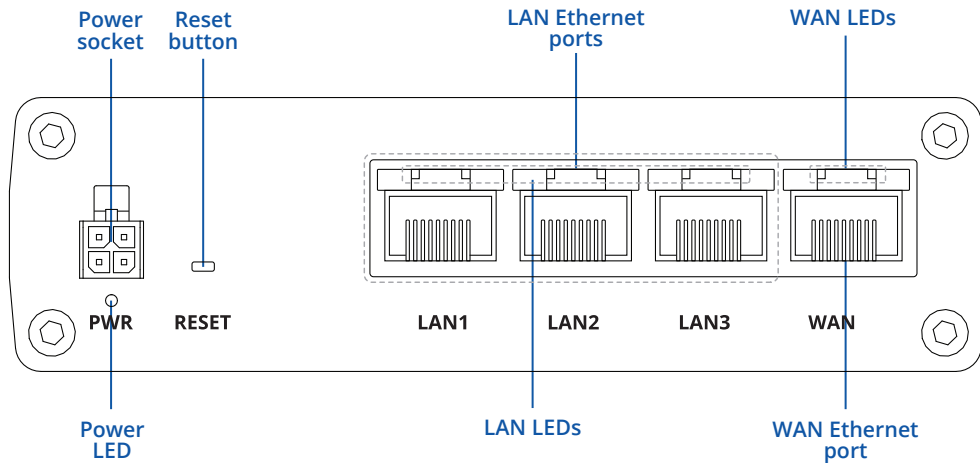 Power
socket
Reset
button
LAN Ethernet
ports
WAN LEDs
PWR
RESET
LAN1
LAN2
LAN3
WAN
Power
LED
LAN LEDs
WAN Ethernet
port